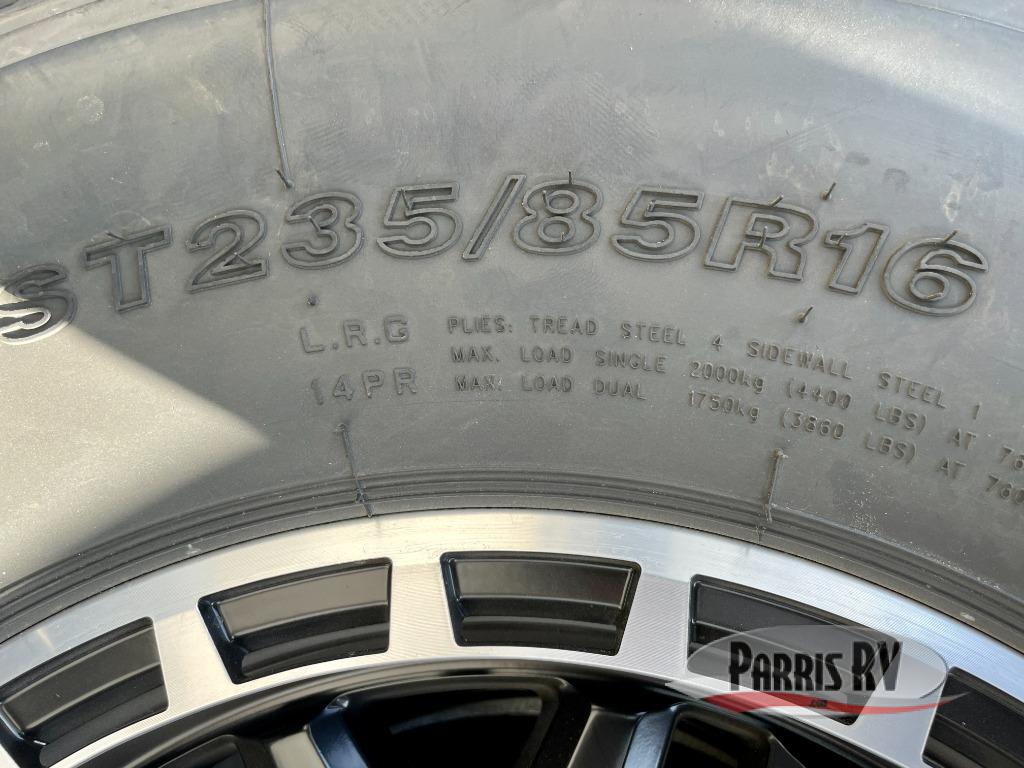 ST235/85R16
L.R.G
14PR
PLIES: TREAD STEEL 4 SIDEWALL STEEL 1
MAX. LOAD SINGLE 2000kg (4400 LBS) AT
MAX. LOAD DUAL 1750kg (3860 LBS) AT
PARRIS RV